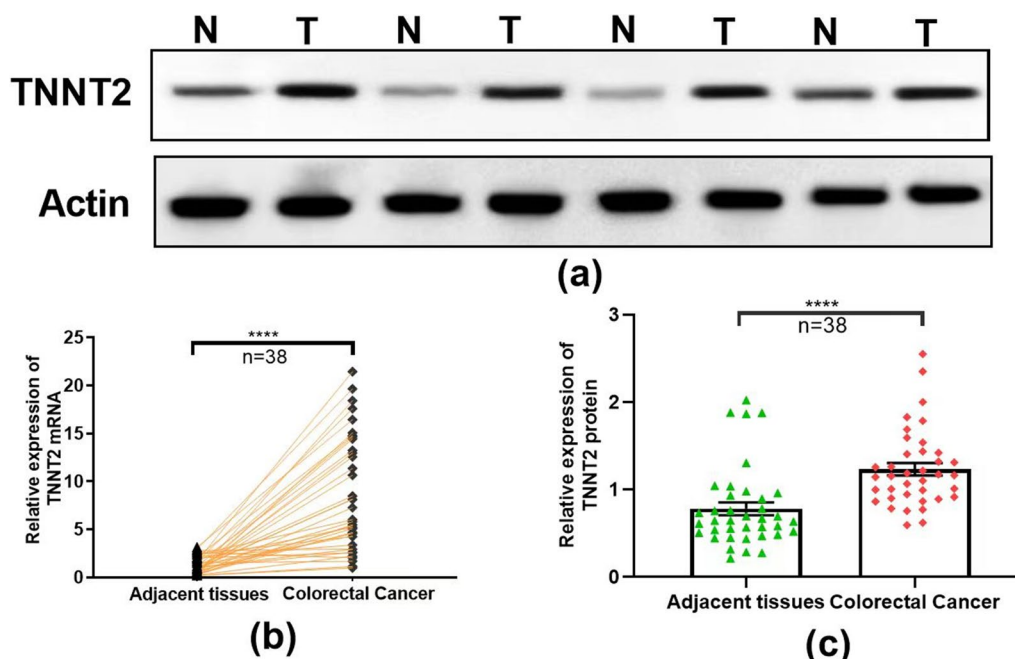 N T N T N T N T
TNNT2
Actin
(a)
Relative expression of
TNNT2 mRNA
25
20
15
10
5
0
****
n=38
Adjacent tissues Colorectal Cancer
(b)
Relative expression of
TNNT2 protein
3
2
1
0
****
n=38
Adjacent tissues Colorectal Cancer
(c)